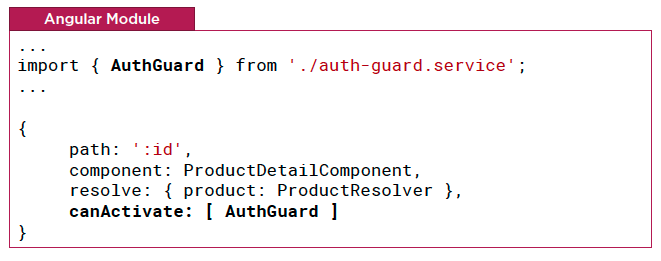 Angular Module
...
import { AuthGuard } from './auth-guard.service';
...
{
path: ':id',
component: ProductDetailComponent,
resolve: { product: ProductResolver },
canActivate: [ AuthGuard ]
}